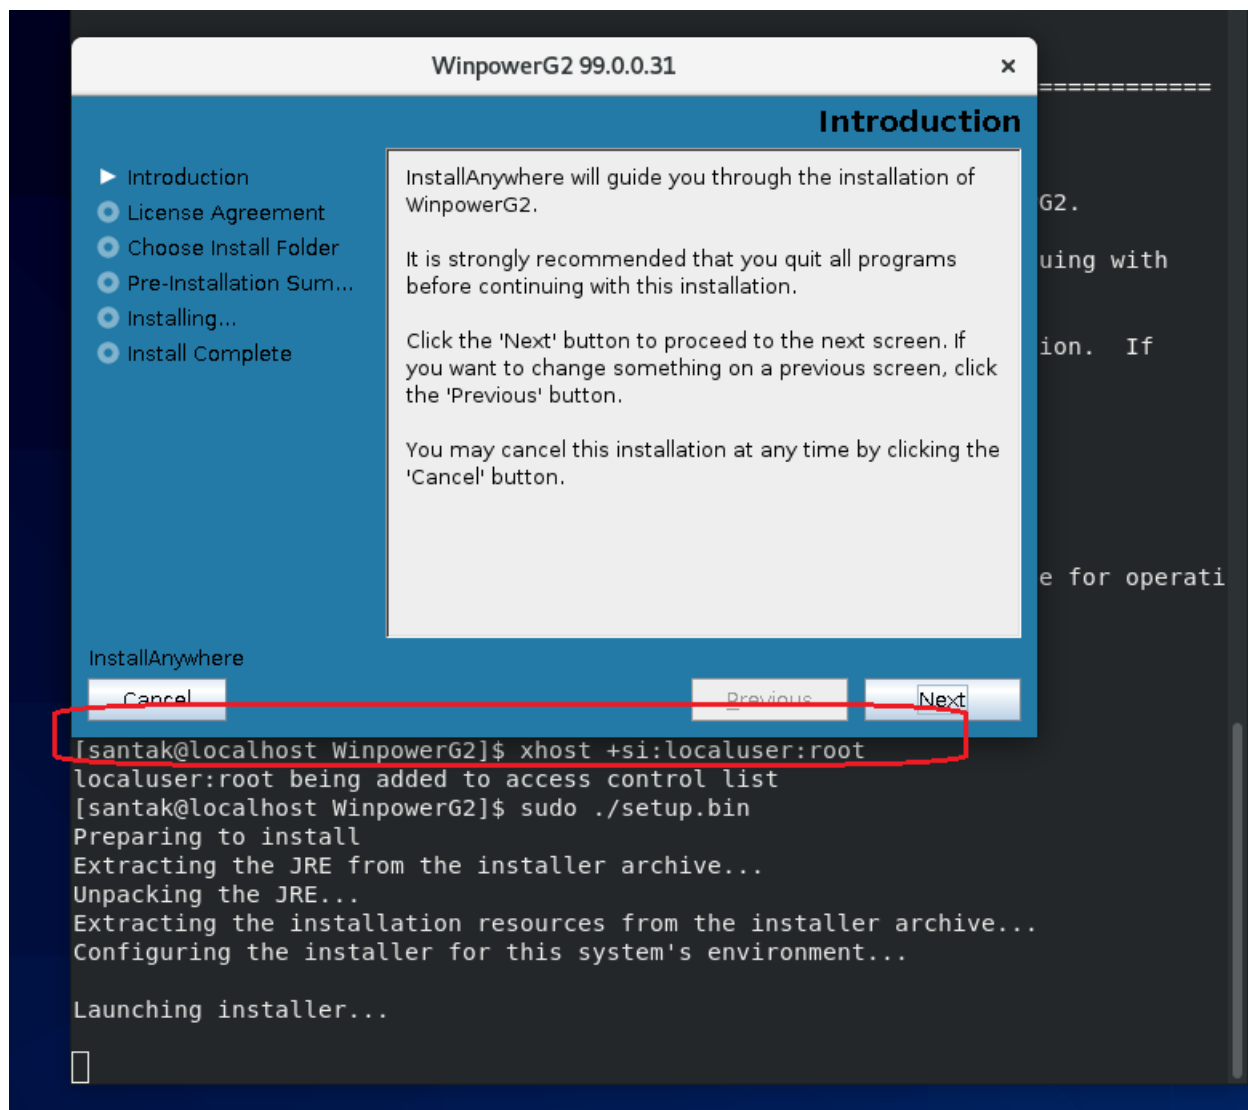 WinpowerG2 99.0.0.31
============
Introduction
Introduction
License Agreement
Choose Install Folder
Pre-Installation Sum...
Installing...
Install Complete
InstallAnywhere will guide you through the installation of
WinpowerG2.
It is strongly recommended that you quit all programs
before continuing with this installation.
Click the 'Next' button to proceed to the next screen. If
you want to change something on a previous screen, click
the 'Previous' button.
You may cancel this installation at any time by clicking the
'Cancel' button.
G2.
uing with
ion.  If
e for operati
InstallAnywhere
Cancel
Previous
Next
[santak@localhost WinpowerG2]$ xhost +si:localuser:root
localuser:root being added to access control list
[santak@localhost WinpowerG2]$ sudo ./setup.bin
Preparing to install
Extracting the JRE from the installer archive...
Unpacking the JRE...
Extracting the installation resources from the installer archive...
Configuring the installer for this system's environment...
Launching installer...